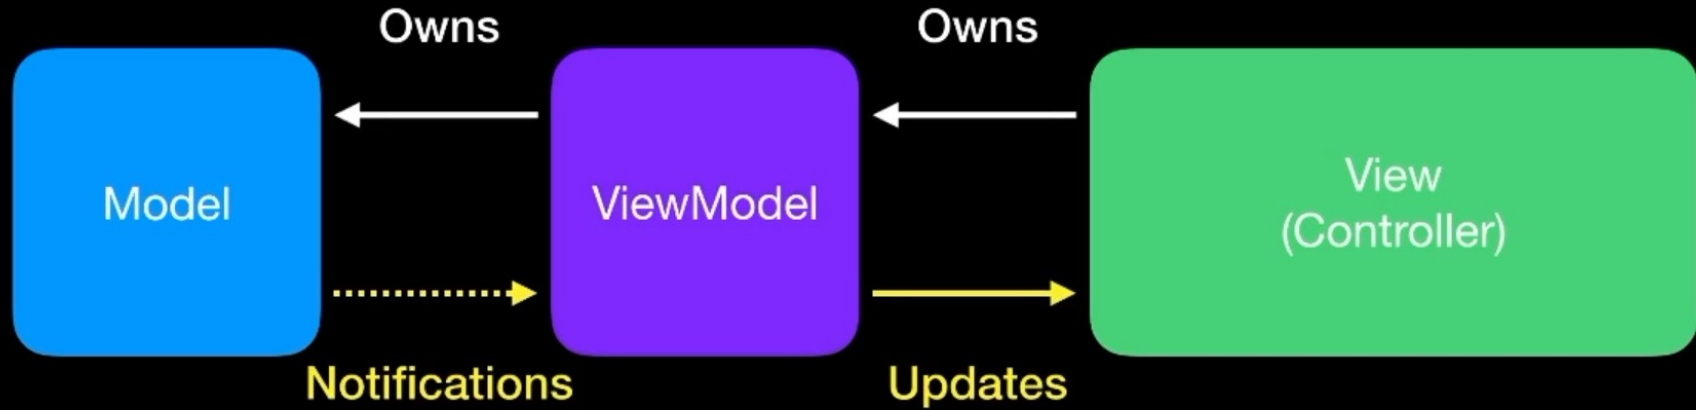 Owns
Owns
Model
ViewModel
View
(Controller)
Notifications
Updates